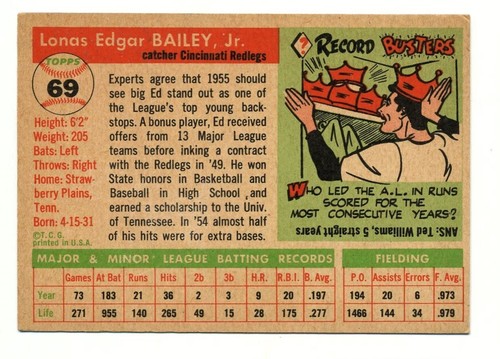 Lonas Edgar BAILEY, Jr.
catcher Cincinnati Redlegs
TOPPS
69
Height: 6'2"
Weight: 205
Bats: Left
Throws: Right
Home: Straw-
berry Plains,
Tenn.
Born: 4-15-31
©T.C.G.
printed in U.S.A.
Experts agree that 1955 should
see big Ed stand out as one
of the League's top young back-
stops. A bonus player, Ed received
offers from 13 Major League
teams before inking a contract
with the Redlegs in '49. He won
State honors in Basketball and
Baseball in High School, and
earned a scholarship to the Univ.
of Tennessee. In '54 almost half
of his hits were for extra bases.
?
RECORD BUSTERS
WHO LED THE A.L. IN RUNS
SCORED FOR THE
MOST CONSECUTIVE YEARS?
ANS: Ted Williams, 5 straight years
MAJOR & MINOR LEAGUE BATTING RECORDS FIELDING
Games At Bat Runs Hits 2b 3b H.R. R.B.I. B. Avg. P.O. Assists Errors F. Avg.
Year 73 183 21 36 2 3 9 20 .197 194 20 6 .973
Life 271 955 140 265 49 15 28 175 .277 1466 144 34 .979